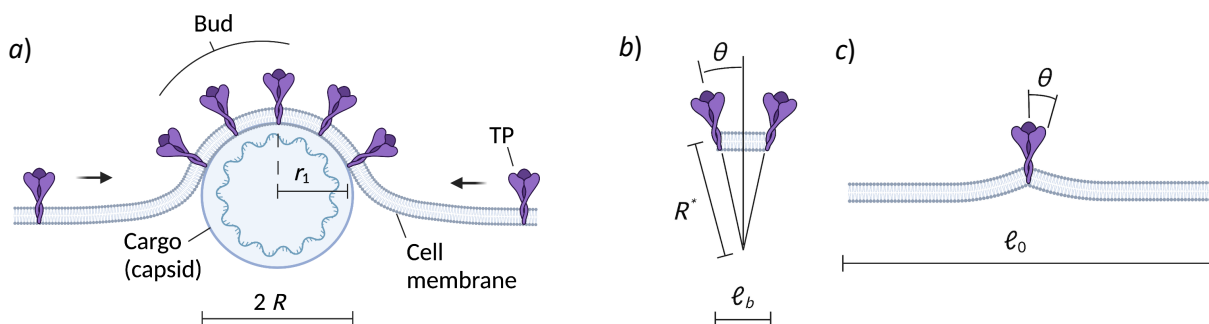 a)
Bud
TP
r₁
Cargo
(capsid)
Cell
membrane
2 R
b)
θ
R*
ℓb
c)
θ
ℓ₀